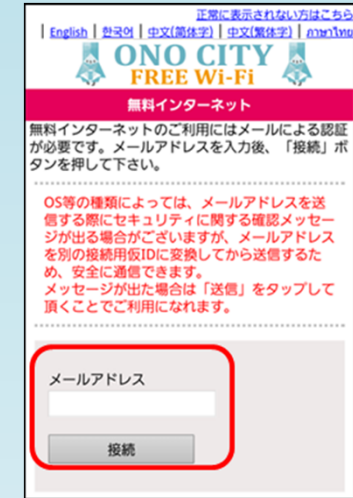 正常に表示されない方はこちら
| English | 한국어 | 中文(簡体字) | 中文(繁体字) | ภาษาไทย
ONO CITY
FREE Wi-Fi
無料インターネット
無料インターネットのご利用にはメールによる認証
が必要です。メールアドレスを入力後、「接続」ボ
タンを押して下さい。
OS等の種類によっては、メールアドレスを送
信する際にセキュリティに関する確認メッセー
ジが出る場合がございますが、メールアドレス
を別の接続用仮IDに変換してから送信するた
め、安全に通信できます。
メッセージが出た場合は「送信」をタップして
頂くことでご利用になれます。
メールアドレス
接続